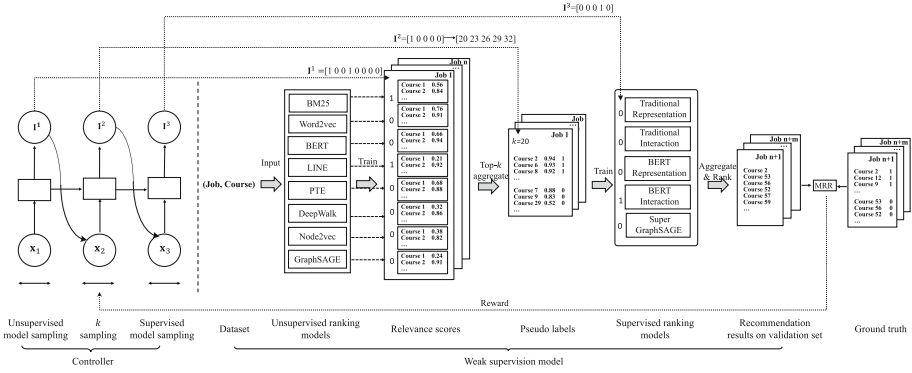 I³=[0 0 0 1 0]
I²=[1 0 0 0 0]→[20 23 26 29 32]
I¹=[1 0 0 1 0 0 0 0]
I¹
I²
I³
x₁
x₂
x₃
Unsupervised
model sampling
k
sampling
Supervised
model sampling
Controller
(Job, Course)
Input
BM25
Word2vec
BERT
LINE
PTE
DeepWalk
Node2vec
GraphSAGE
Train
Job n
...
Job 1
1
Course 1 0.56
Course 2 0.84
...
0
Course 1 0.76
Course 2 0.91
...
0
Course 1 0.66
Course 2 0.94
...
1
Course 1 0.21
Course 2 0.92
...
0
Course 1 0.68
Course 2 0.88
...
0
Course 1 0.32
Course 2 0.86
...
0
Course 1 0.38
Course 2 0.82
...
0
Course 1 0.24
Course 2 0.91
...
Top-k
aggregate
Job
...
Job 1
k=20
Course 2 0.94 1
Course 6 0.93 1
Course 8 0.92 1
...
Course 7 0.88 0
Course 9 0.83 0
Course 29 0.52 0
...
Train
0
Traditional
Representation
0
Traditional
Interaction
0
BERT
Representation
1
BERT
Interaction
0
Super
GraphSAGE
Aggregate
& Rank
Job n+m
...
Job n+1
Course 2
Course 53
Course 56
Course 52
Course 57
Course 59
...
MRR
Job n+m
...
Job n+1
Course 2 1
Course 12 1
Course 9 1
...
Course 53 0
Course 56 0
Course 52 0
...
Reward
Dataset
Unsupervised ranking
models
Relevance scores
Pseudo labels
Supervised ranking
models
Recommendation
results on validation set
Ground truth
Weak supervision model